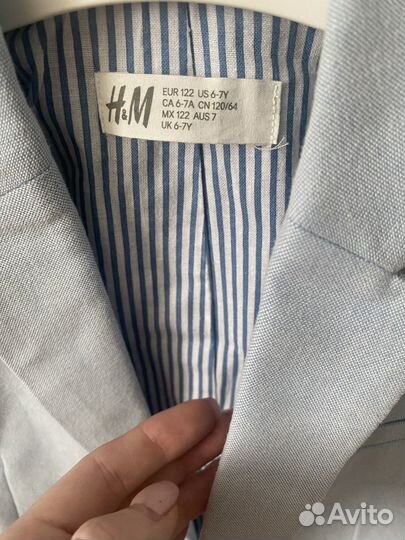 H&M
EUR 122 US 6-7Y
CA 6-7A CN 120/64
MX 122 AUS 7
UK 6-7Y
Avito